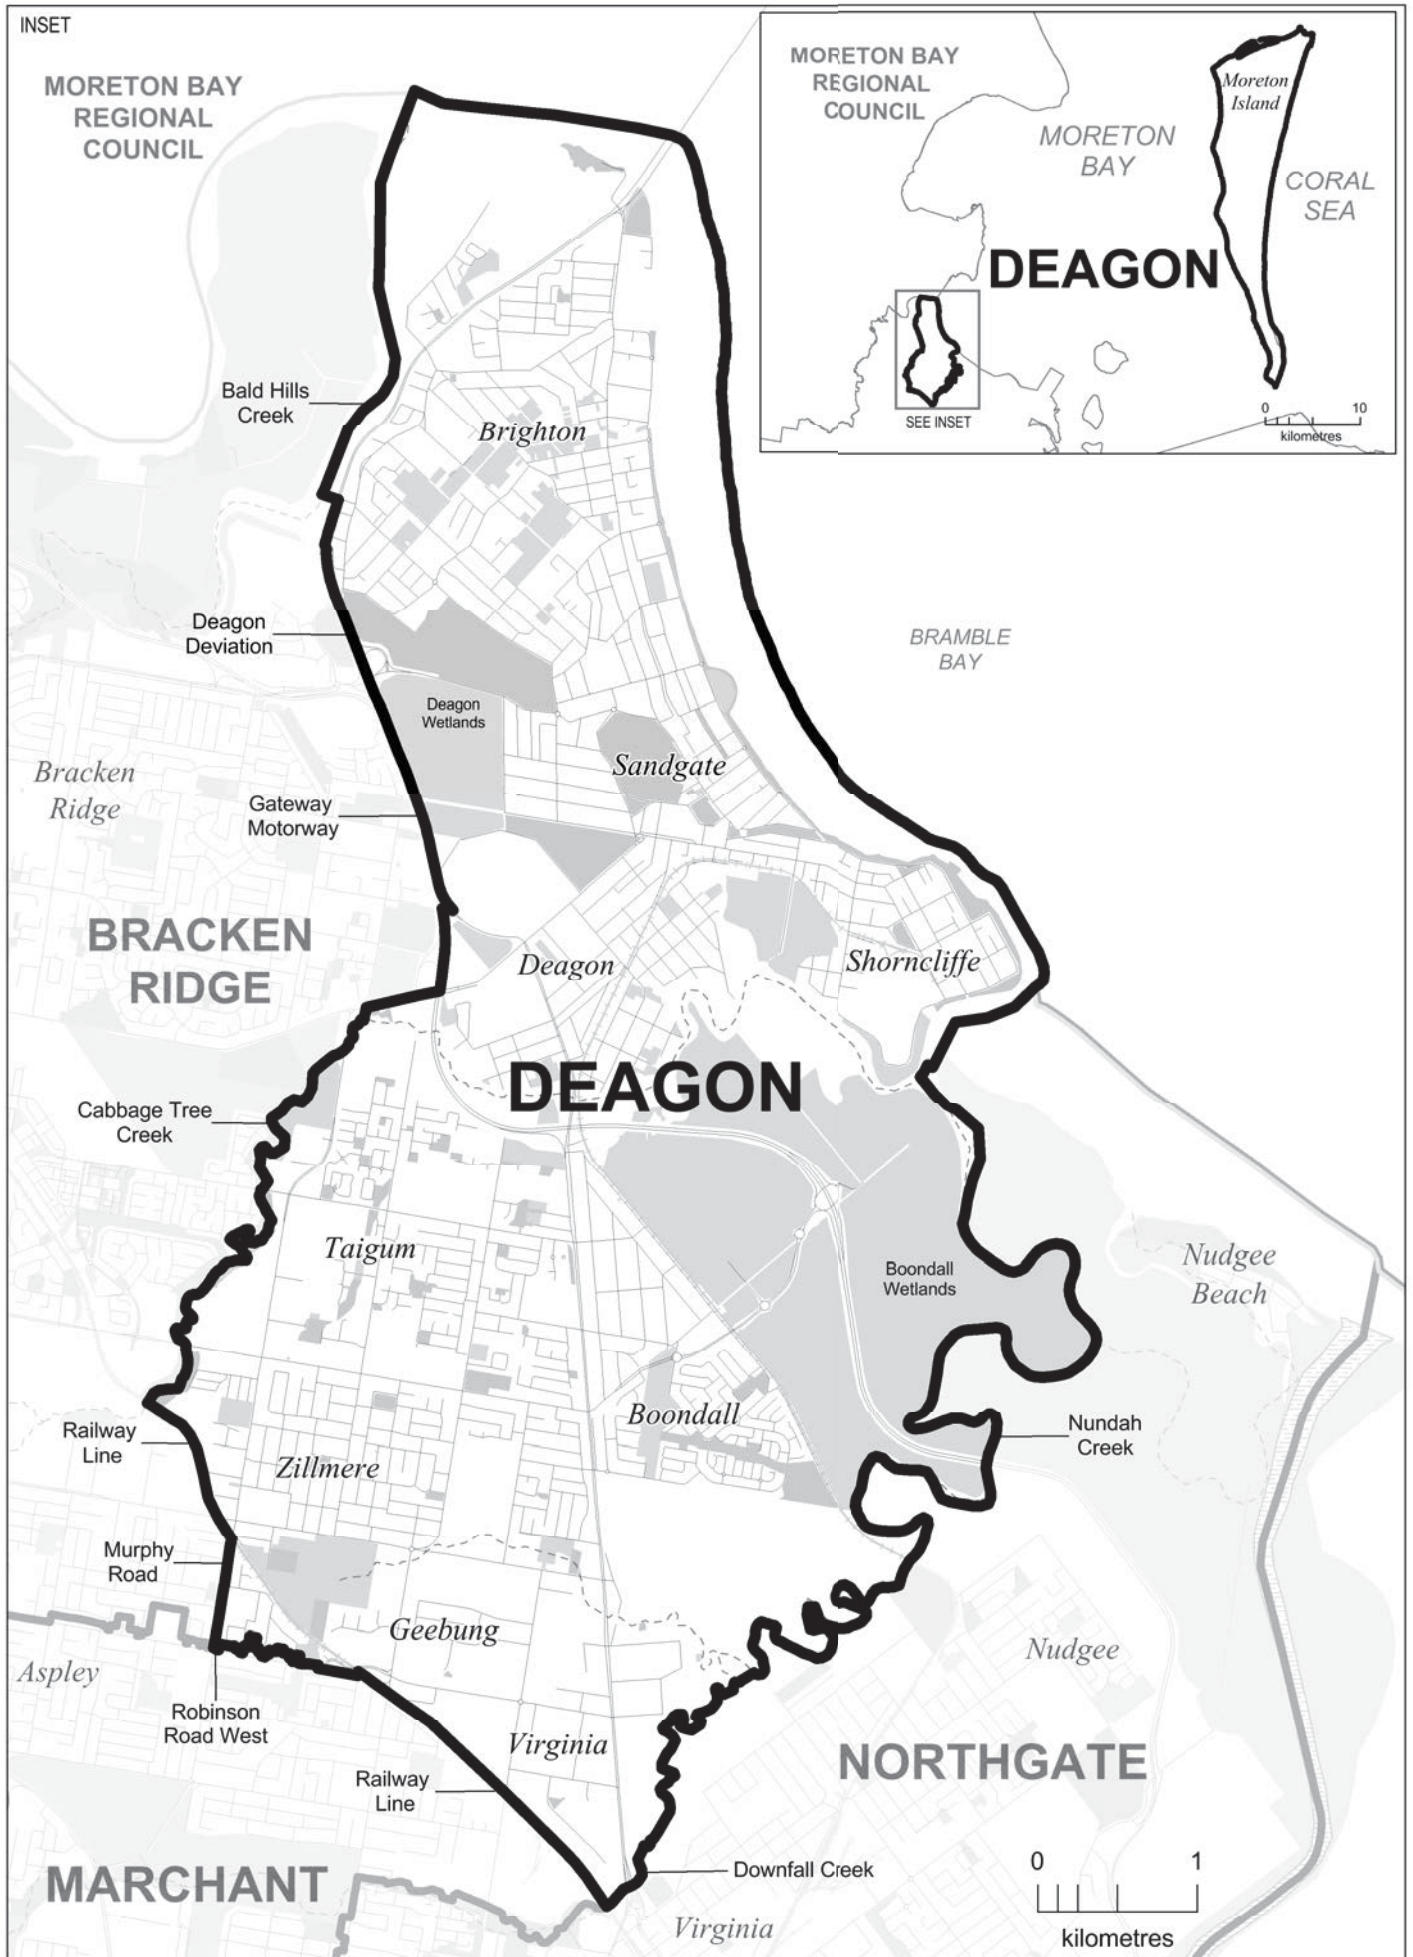 INSET
MORETON BAY
REGIONAL
COUNCIL
MORETON BAY
REGIONAL
COUNCIL
MORETON
BAY
Moreton
Island
CORAL
SEA
DEAGON
SEE INSET
0 10
kilometres
Bald Hills
Creek
Brighton
Deagon
Deviation
BRAMBLE
BAY
Deagon
Wetlands
Bracken
Ridge
Sandgate
Gateway
Motorway
BRACKEN
RIDGE
Deagon
Shorncliffe
DEAGON
Cabbage Tree
Creek
Taigum
Boondall
Wetlands
Nudgee
Beach
Railway
Line
Boondall
Nundah
Creek
Zillmere
Murphy
Road
Geebung
Nudgee
Aspley
Robinson
Road West
Virginia
NORTHGATE
Railway
Line
MARCHANT
Downfall Creek
0 1
kilometres
Virginia